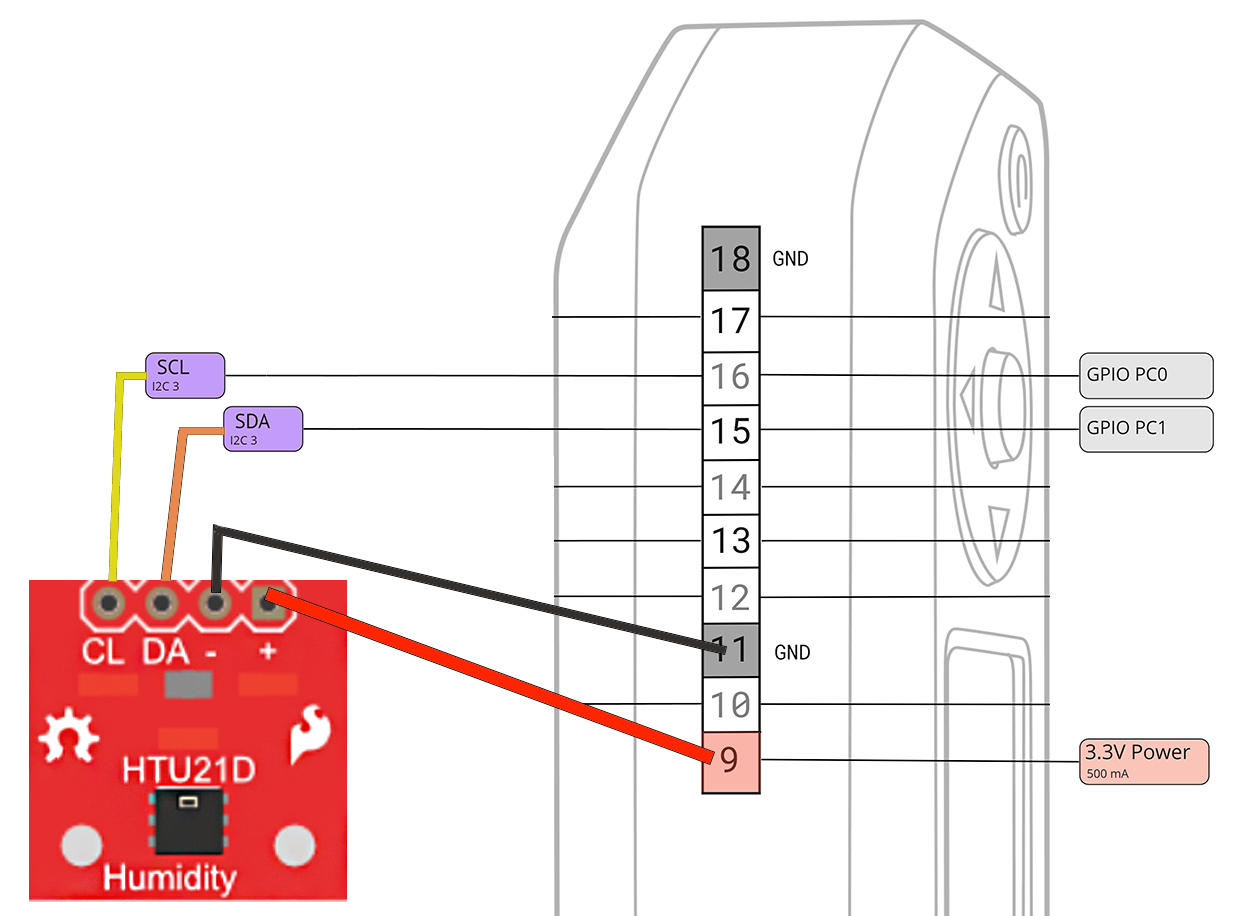 18 GND
17
SCL
I2C 3
16
GPIO PC0
SDA
I2C 3
15
GPIO PC1
14
13
12
11 GND
10
9
3.3V Power
500 mA
CL DA - +
HTU21D
Humidity